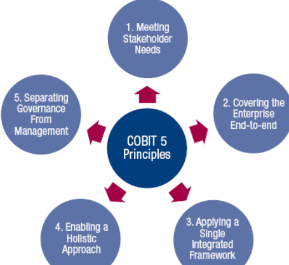 1. Meeting
Stakeholder
Needs
5. Separating
Governance
From
Management
2. Covering the
Enterprise
End-to-end
COBIT 5
Principles
4. Enabling a
Holistic
Approach
3. Applying a
Single
Integrated
Framework